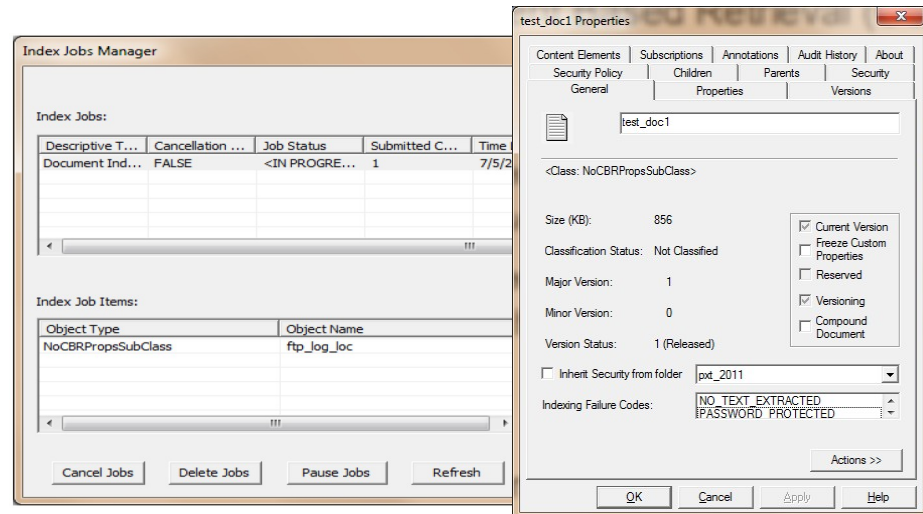 ent Based Retrieval (
Index Jobs Manager
Index Jobs:
Descriptive T... Cancellation ... Job Status Submitted C... Time
Document Ind... FALSE <IN PROGRE... 1 7/5/2
Index Job Items:
Object Type Object Name
NoCBRPropsSubClass ftp_log_loc
Cancel Jobs Delete Jobs Pause Jobs Refresh
test_doc1 Properties
Content Elements Subscriptions Annotations Audit History About
Security Policy Children Parents Security
General Properties Versions
test_doc1
<Class: NoCBRPropsSubClass>
Size (KB): 856
Current Version
Classification Status: Not Classified
Freeze Custom
Properties
Major Version: 1
Reserved
Minor Version: 0
Versioning
Version Status: 1 (Released)
Compound
Document
Inherit Security from folder pxt_2011
Indexing Failure Codes: NO_TEXT_EXTRACTED
PASSWORD_PROTECTED
Actions >>
OK Cancel Apply Help